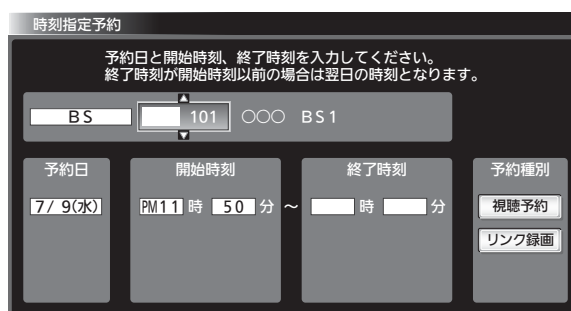 時刻指定予約
予約日と開始時刻、終了時刻を入力してください。
終了時刻が開始時刻以前の場合は翌日の時刻となります。
BS 101 ○○○ BS1
予約日 開始時刻 終了時刻 予約種別
7/ 9(水) PM11 時 50 分 ～ 時 分 視聴予約
リンク録画